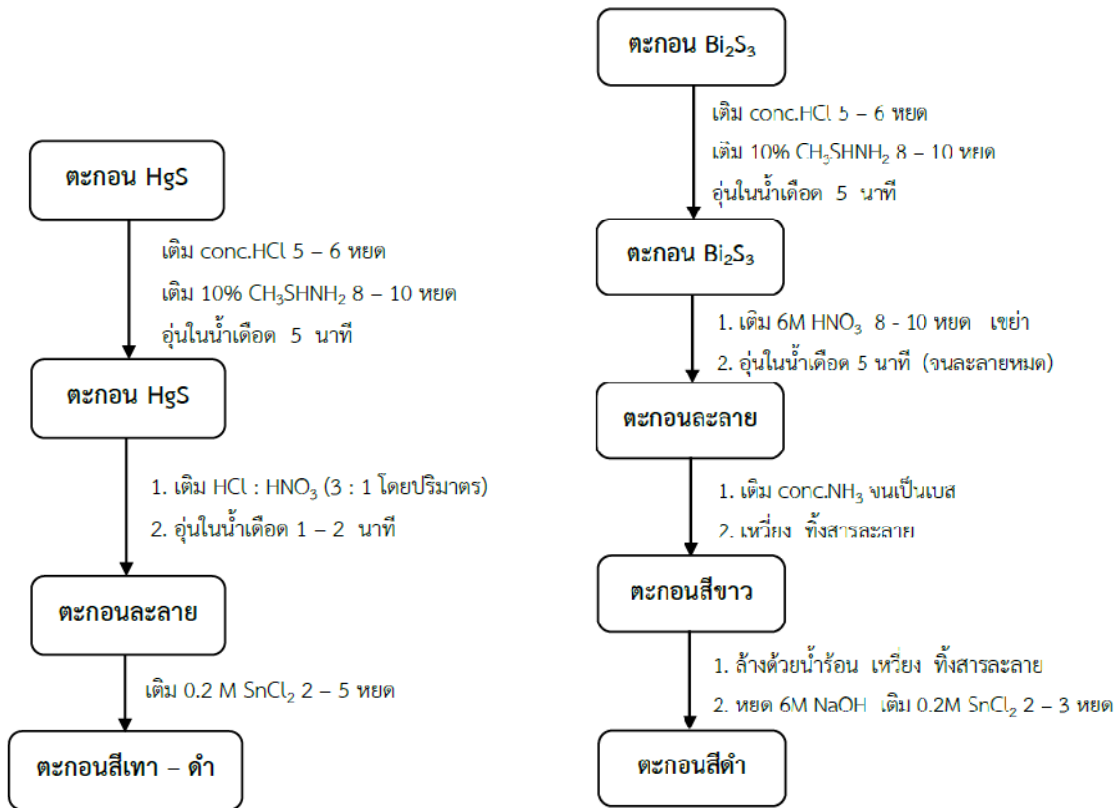 ตะกอน HgS
เติม conc.HCl 5 – 6 หยด
เติม 10% CH₃SHNH₂ 8 – 10 หยด
อุ่นในน้ำเดือด 5 นาที
ตะกอน HgS
1. เติม HCl : HNO₃ (3 : 1 โดยปริมาตร)
2. อุ่นในน้ำเดือด 1 – 2 นาที
ตะกอนละลาย
เติม 0.2 M SnCl₂ 2 – 5 หยด
ตะกอนสีเทา – ดำ
ตะกอน Bi₂S₃
เติม conc.HCl 5 – 6 หยด
เติม 10% CH₃SHNH₂ 8 – 10 หยด
อุ่นในน้ำเดือด 5 นาที
ตะกอน Bi₂S₃
1. เติม 6M HNO₃ 8 - 10 หยด เขย่า
2. อุ่นในน้ำเดือด 5 นาที (จนละลายหมด)
ตะกอนละลาย
1. เติม conc.NH₃ จนเป็นเบส
2. เหวี่ยง ทิ้งสารละลาย
ตะกอนสีขาว
1. ล้างด้วยน้ำร้อน เหวี่ยง ทิ้งสารละลาย
2. หยด 6M NaOH เติม 0.2M SnCl₂ 2 – 3 หยด
ตะกอนสีดำ